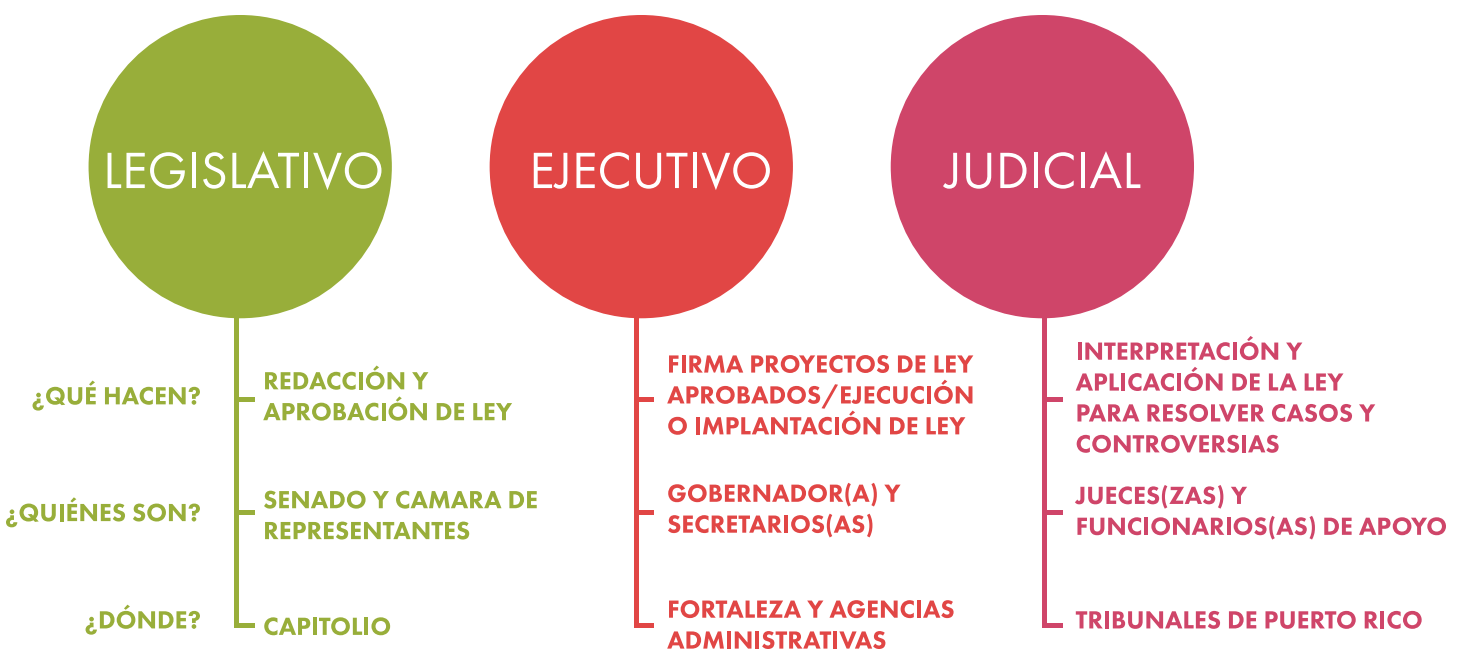 LEGISLATIVO
EJECUTIVO
JUDICIAL
¿QUÉ HACEN?
REDACCIÓN Y
APROBACIÓN DE LEY
FIRMA PROYECTOS DE LEY
APROBADOS/EJECUCIÓN
O IMPLANTACIÓN DE LEY
INTERPRETACIÓN Y
APLICACIÓN DE LA LEY
PARA RESOLVER CASOS Y
CONTROVERSIAS
¿QUIÉNES SON?
SENADO Y CAMARA DE
REPRESENTANTES
GOBERNADOR(A) Y
SECRETARIOS(AS)
JUECES(ZAS) Y
FUNCIONARIOS(AS) DE APOYO
¿DÓNDE?
CAPITOLIO
FORTALEZA Y AGENCIAS
ADMINISTRATIVAS
TRIBUNALES DE PUERTO RICO